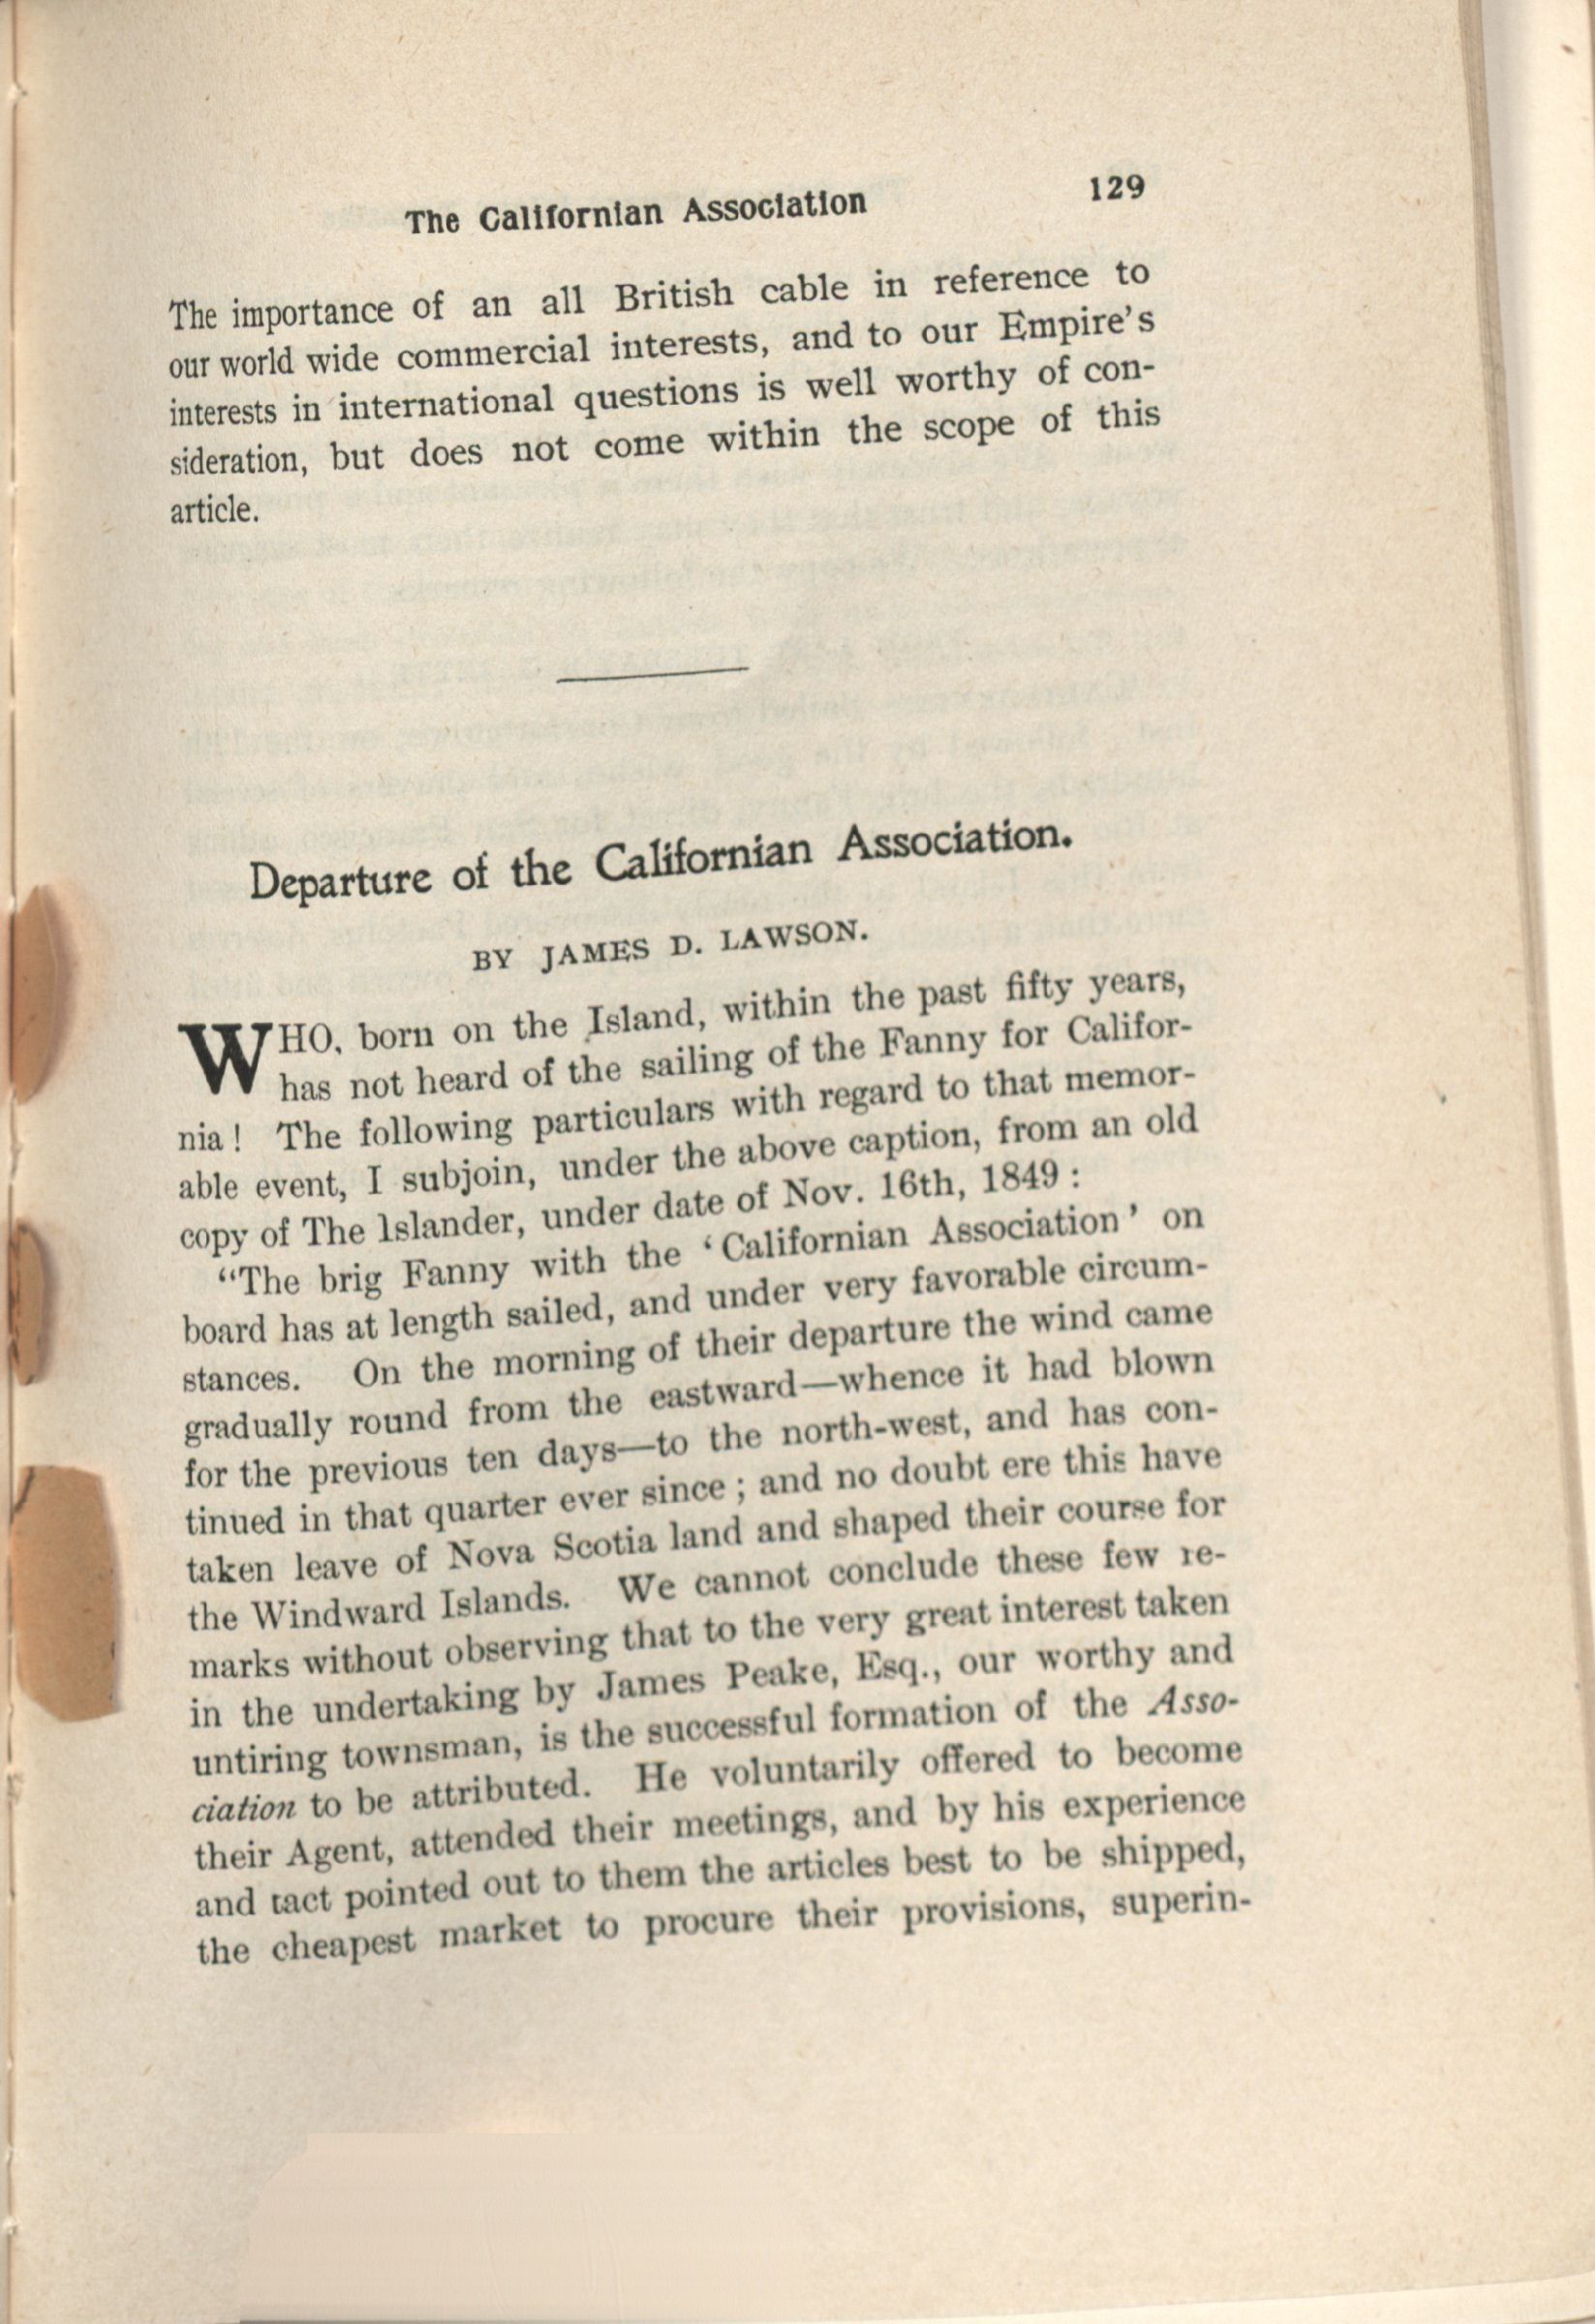 The Californian Association 129
The importance of an all British cable in reference to
our world wide commercial interests, and to our Empire's
interests in international questions is well worthy of con-
sideration, but does not come within the scope of this
article.
Departure of the Californian Association.
BY JAMES D. LAWSON.
WHO, born on the Island, within the past fifty years,
has not heard of the sailing of the Fanny for Califor-
nia! The following particulars with regard to that memor-
able event, I subjoin, under the above caption, from an old
copy of The Islander, under date of Nov. 16th, 1849:
"The brig Fanny with the 'Californian Association' on
board has at length sailed, and under very favorable circum-
stances. On the morning of their departure the wind came
gradually round from the eastward—whence it had blown
for the previous ten days—to the north-west, and has con-
tinued in that quarter ever since; and no doubt ere this have
taken leave of Nova Scotia land and shaped their course for
the Windward Islands. We cannot conclude these few re-
marks without observing that to the very great interest taken
in the undertaking by James Peake, Esq., our worthy and
untiring townsman, is the successful formation of the Asso-
ciation to be attributed. He voluntarily offered to become
their Agent, attended their meetings, and by his experience
and tact pointed out to them the articles best to be shipped,
the cheapest market to procure their provisions, superin-